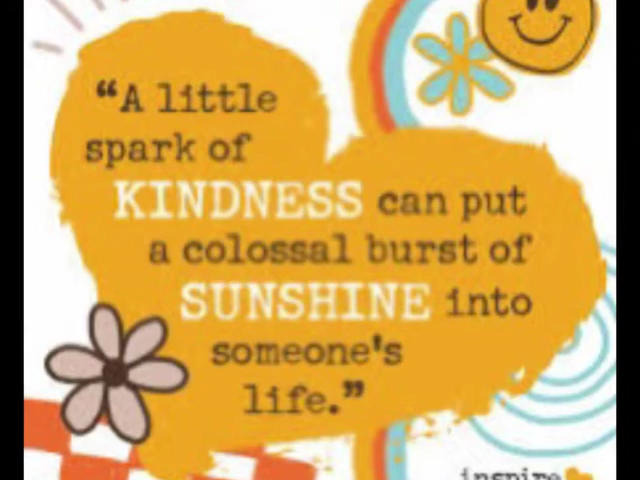 “A little
spark of
KINDNESS can put
a colossal burst of
SUNSHINE into
someone's
life.”
inspire